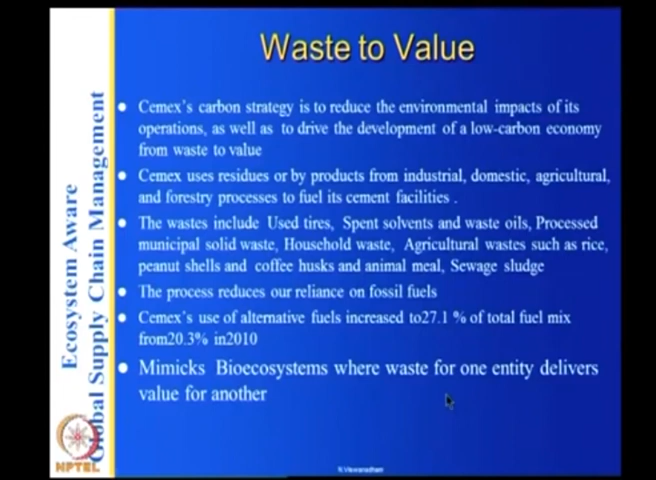 Waste to Value
Cemex's carbon strategy is to reduce the environmental impacts of its
operations, as well as to drive the development of a low-carbon economy
from waste to value
Cemex uses residues or by products from industrial, domestic, agricultural,
and forestry processes to fuel its cement facilities .
The wastes include Used tires, Spent solvents and waste oils, Processed
municipal solid waste, Household waste, Agricultural wastes such as rice,
peanut shells and coffee husks and animal meal, Sewage sludge
The process reduces our reliance on fossil fuels
Cemex's use of alternative fuels increased to27.1 % of total fuel mix
from20.3% in2010
Mimicks Bioecosystems where waste for one entity delivers
value for another
Ecosystem Aware
Global Supply Chain Management
NPTEL
N.Viswanadham